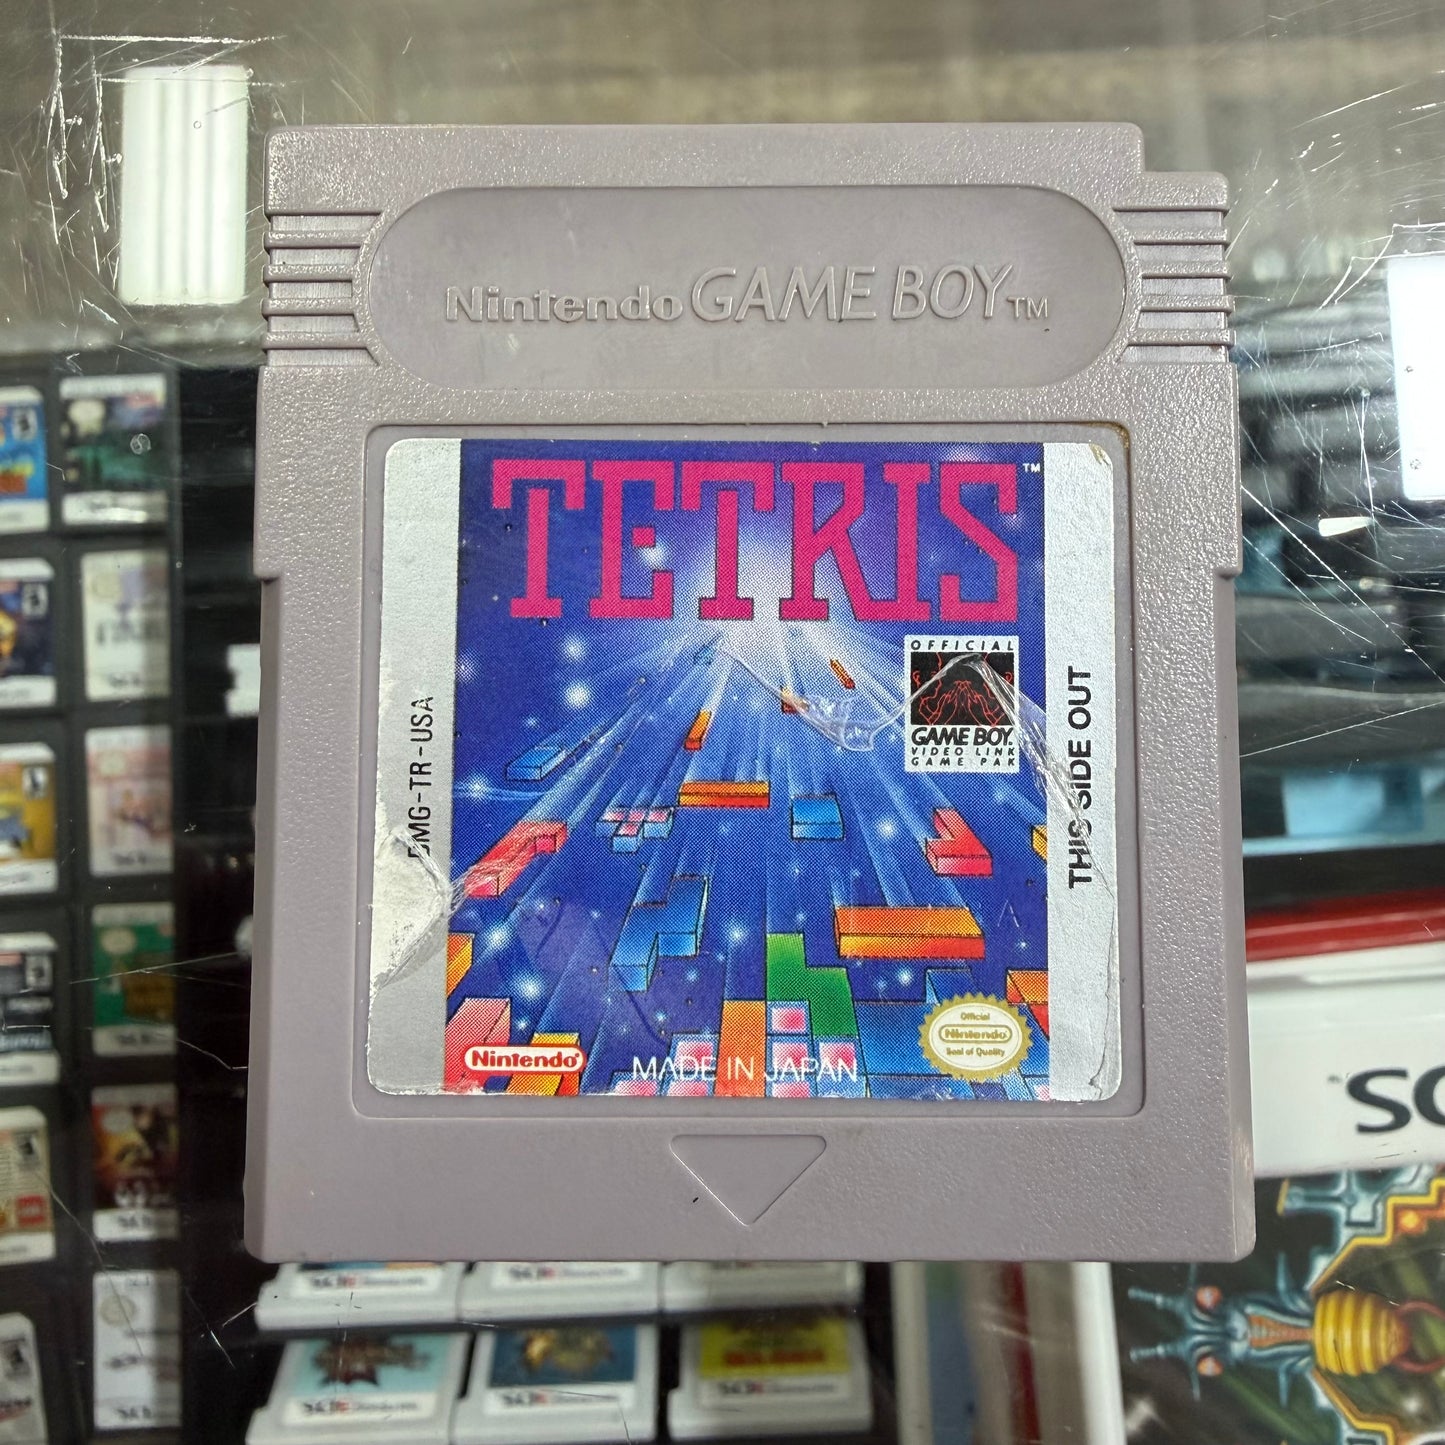 Nintendo GAME BOY™
TETRIS™
OFFICIAL
GAME BOY.
VIDEO LINK
GAME PAK
DMG-TR-USA
THIS SIDE OUT
Nintendo®
MADE IN JAPAN
Official
Nintendo
Seal of Quality
A